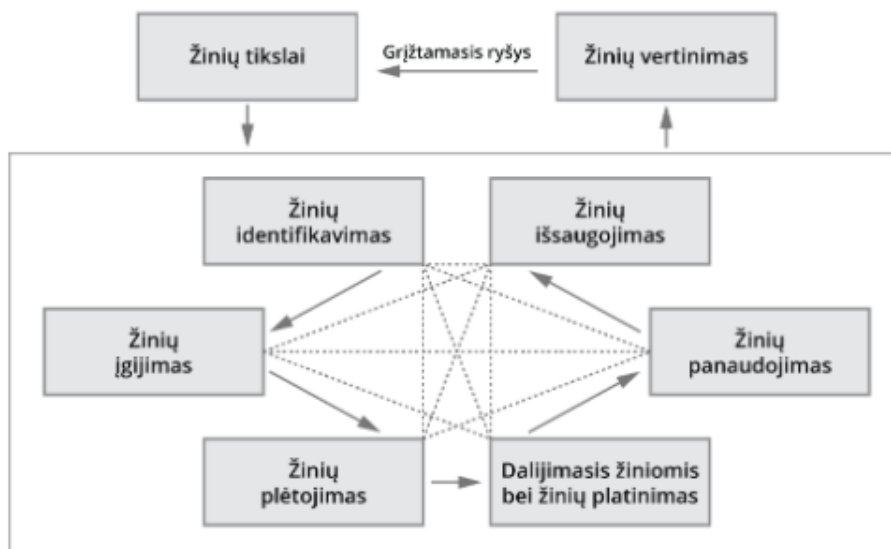 Žinių tikslai
Grįžtamasis ryšys
Žinių vertinimas
Žinių
identifikavimas
Žinių
išsaugojimas
Žinių
įgijimas
Žinių
panaudojimas
Žinių
plėtojimas
Dalijimasis žiniomis
bei žinių platinimas